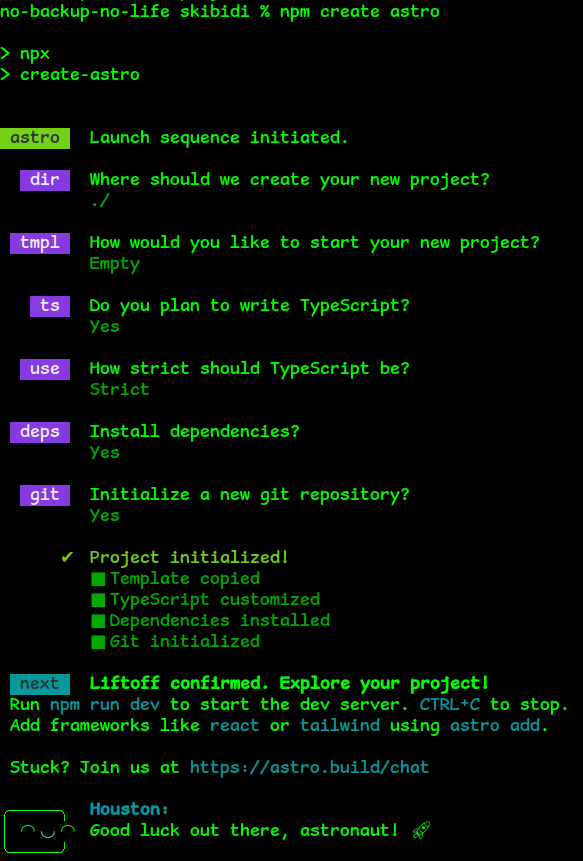 no-backup-no-life skibidi % npm create astro
> npx
> create-astro
astro Launch sequence initiated.
dir Where should we create your new project?
./
tmpl How would you like to start your new project?
Empty
ts Do you plan to write TypeScript?
Yes
use How strict should TypeScript be?
Strict
deps Install dependencies?
Yes
git Initialize a new git repository?
Yes
✔ Project initialized!
■ Template copied
■ TypeScript customized
■ Dependencies installed
■ Git initialized
next Liftoff confirmed. Explore your project!
Run npm run dev to start the dev server. CTRL+C to stop.
Add frameworks like react or tailwind using astro add.
Stuck? Join us at https://astro.build/chat
Houston:
Good luck out there, astronaut! 🚀